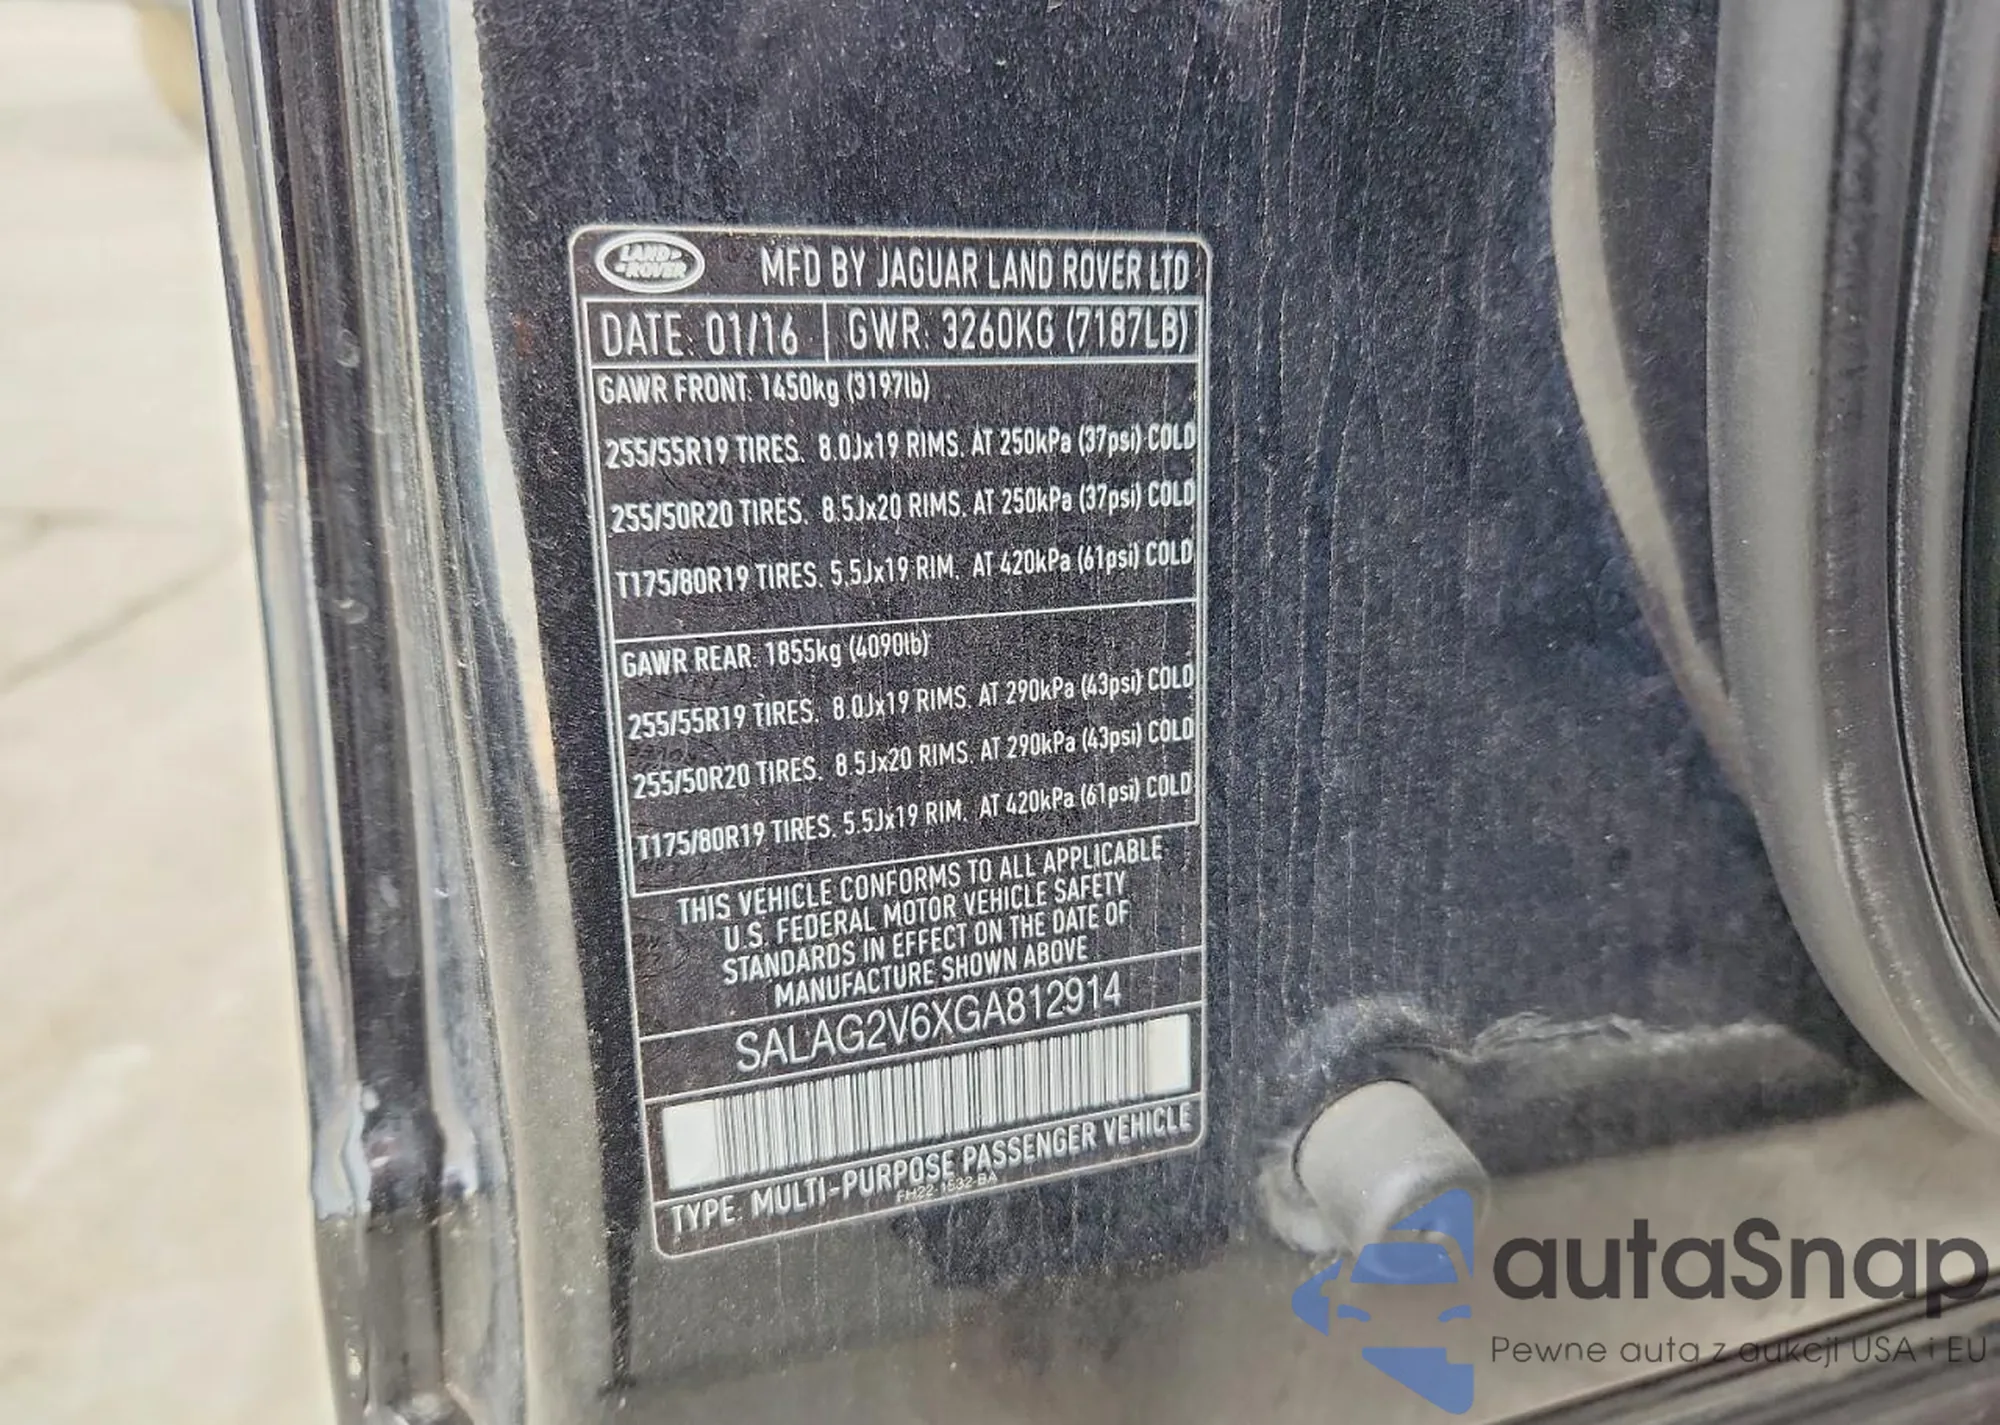 LAND ROVER
MFD BY JAGUAR LAND ROVER LTD
DATE: 01/16 GWR: 3260KG (7187LB)
GAWR FRONT: 1450kg (3197lb)
255/55R19 TIRES. 8.0Jx19 RIMS. AT 250kPa (37psi) COLD
255/50R20 TIRES. 8.5Jx20 RIMS. AT 250kPa (37psi) COLD
T175/80R19 TIRES. 5.5Jx19 RIM. AT 420kPa (61psi) COLD
GAWR REAR: 1855kg (4090lb)
255/55R19 TIRES. 8.0Jx19 RIMS. AT 290kPa (43psi) COLD
255/50R20 TIRES. 8.5Jx20 RIMS. AT 290kPa (43psi) COLD
T175/80R19 TIRES. 5.5Jx19 RIM. AT 420kPa (61psi) COLD
THIS VEHICLE CONFORMS TO ALL APPLICABLE
U.S. FEDERAL MOTOR VEHICLE SAFETY
STANDARDS IN EFFECT ON THE DATE OF
MANUFACTURE SHOWN ABOVE
SALAG2V6XGA812914
TYPE: MULTI-PURPOSE PASSENGER VEHICLE
FH22-1532-BA
autaSnap
Pewne auta z aukcji USA i EU